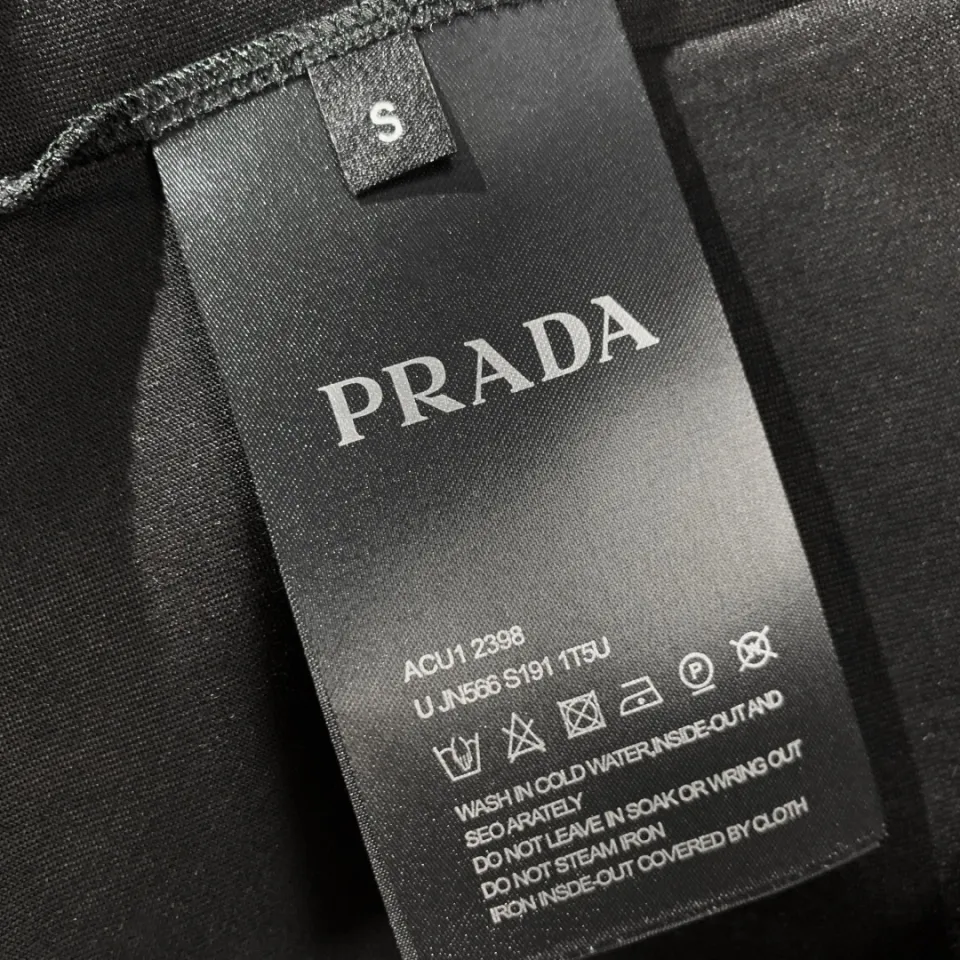 S
PRADA
ACU1 2398
U JN566 S191 1T5U
P
W
WASH IN COLD WATER,INSIDE-OUT AND
SEO ARATELY
DO NOT LEAVE IN SOAK OR WRING OUT
DO NOT STEAM IRON
IRON INSDE-OUT COVERED BY CLOTH